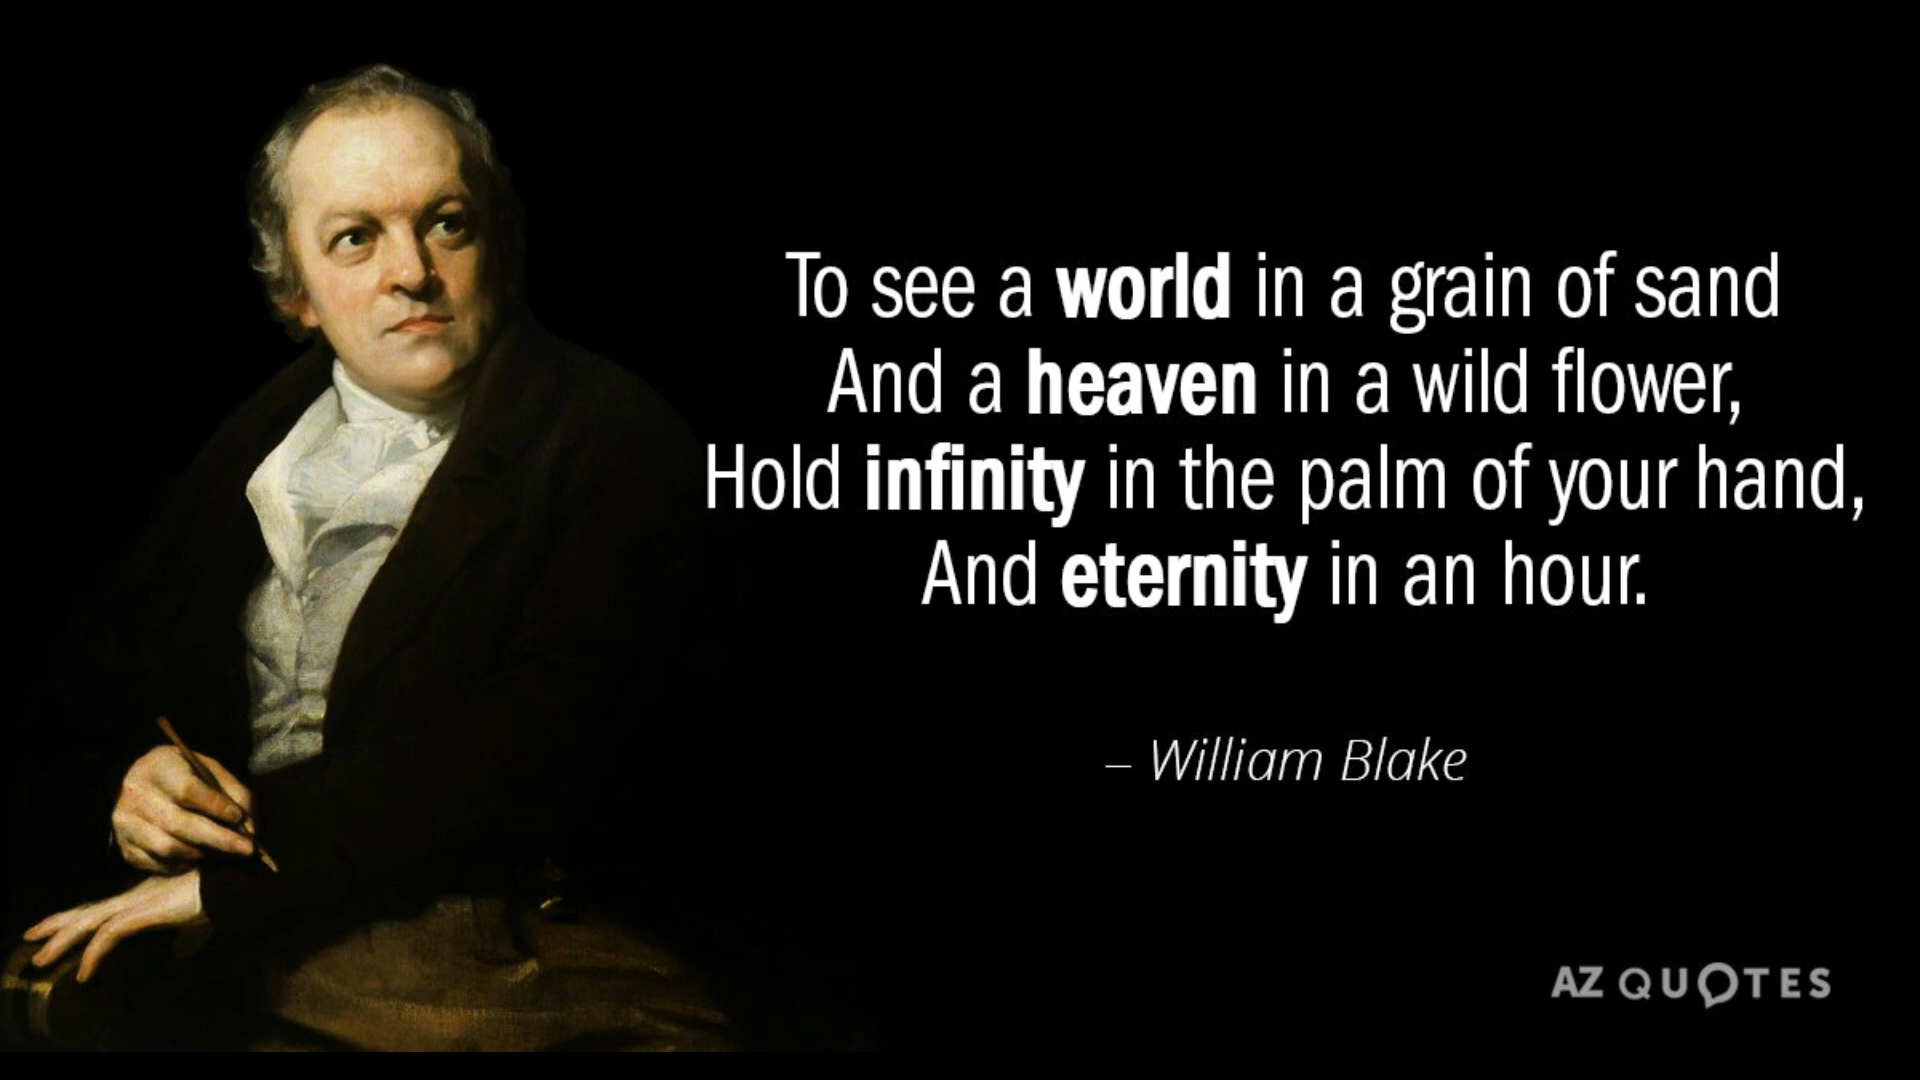 To see a world in a grain of sand
And a heaven in a wild flower,
Hold infinity in the palm of your hand,
And eternity in an hour.
– William Blake
AZ QUOTES